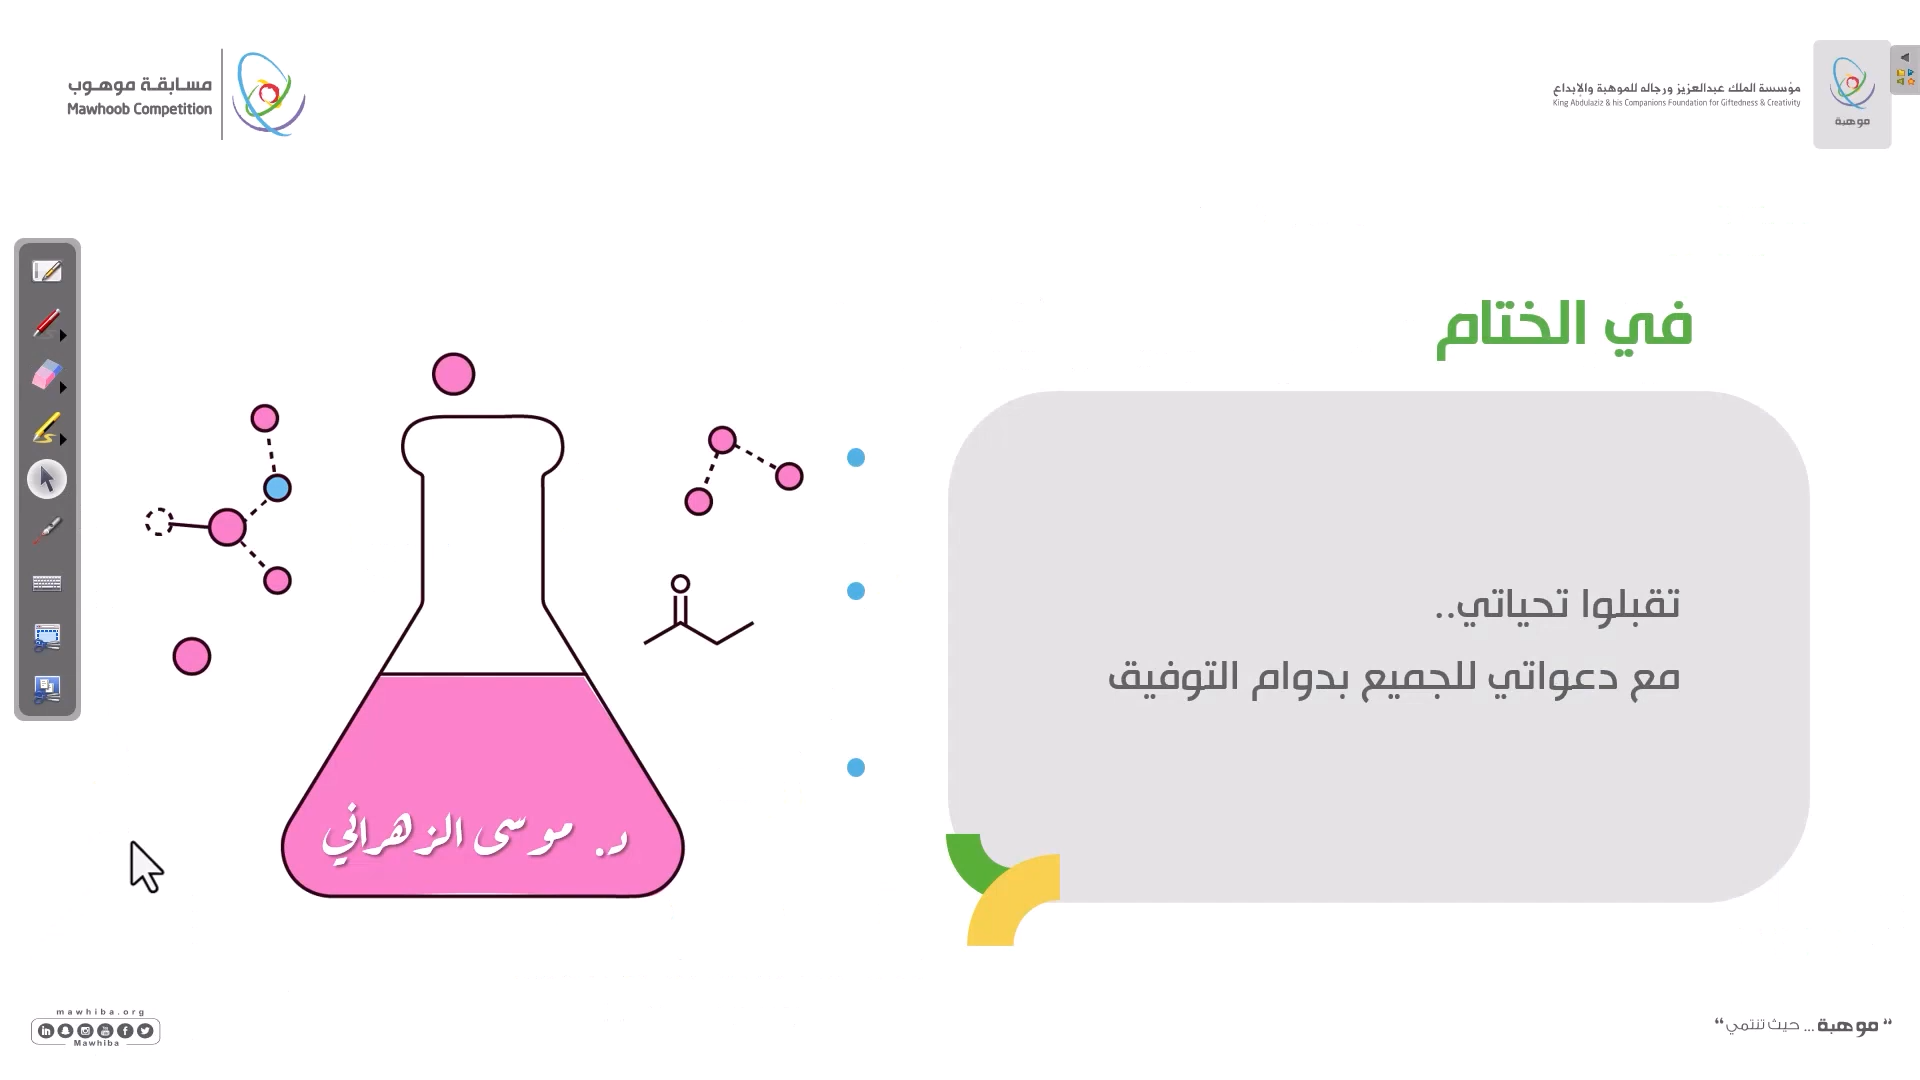 مؤسسة الملك عبدالعزيز ورجاله للموهبة والإبداع
King Abdulaziz & his Companions Foundation for Giftedness & Creativity
موهبة
مسابقة موهوب
Mawhoob Competition
في الختام
تقبلوا تحياتي..
مع دعواتي للجميع بدوام التوفيق
د. موسى الزهراني
"موهبة ... حيث تنتمي"
mawhiba.org
Mawhiba